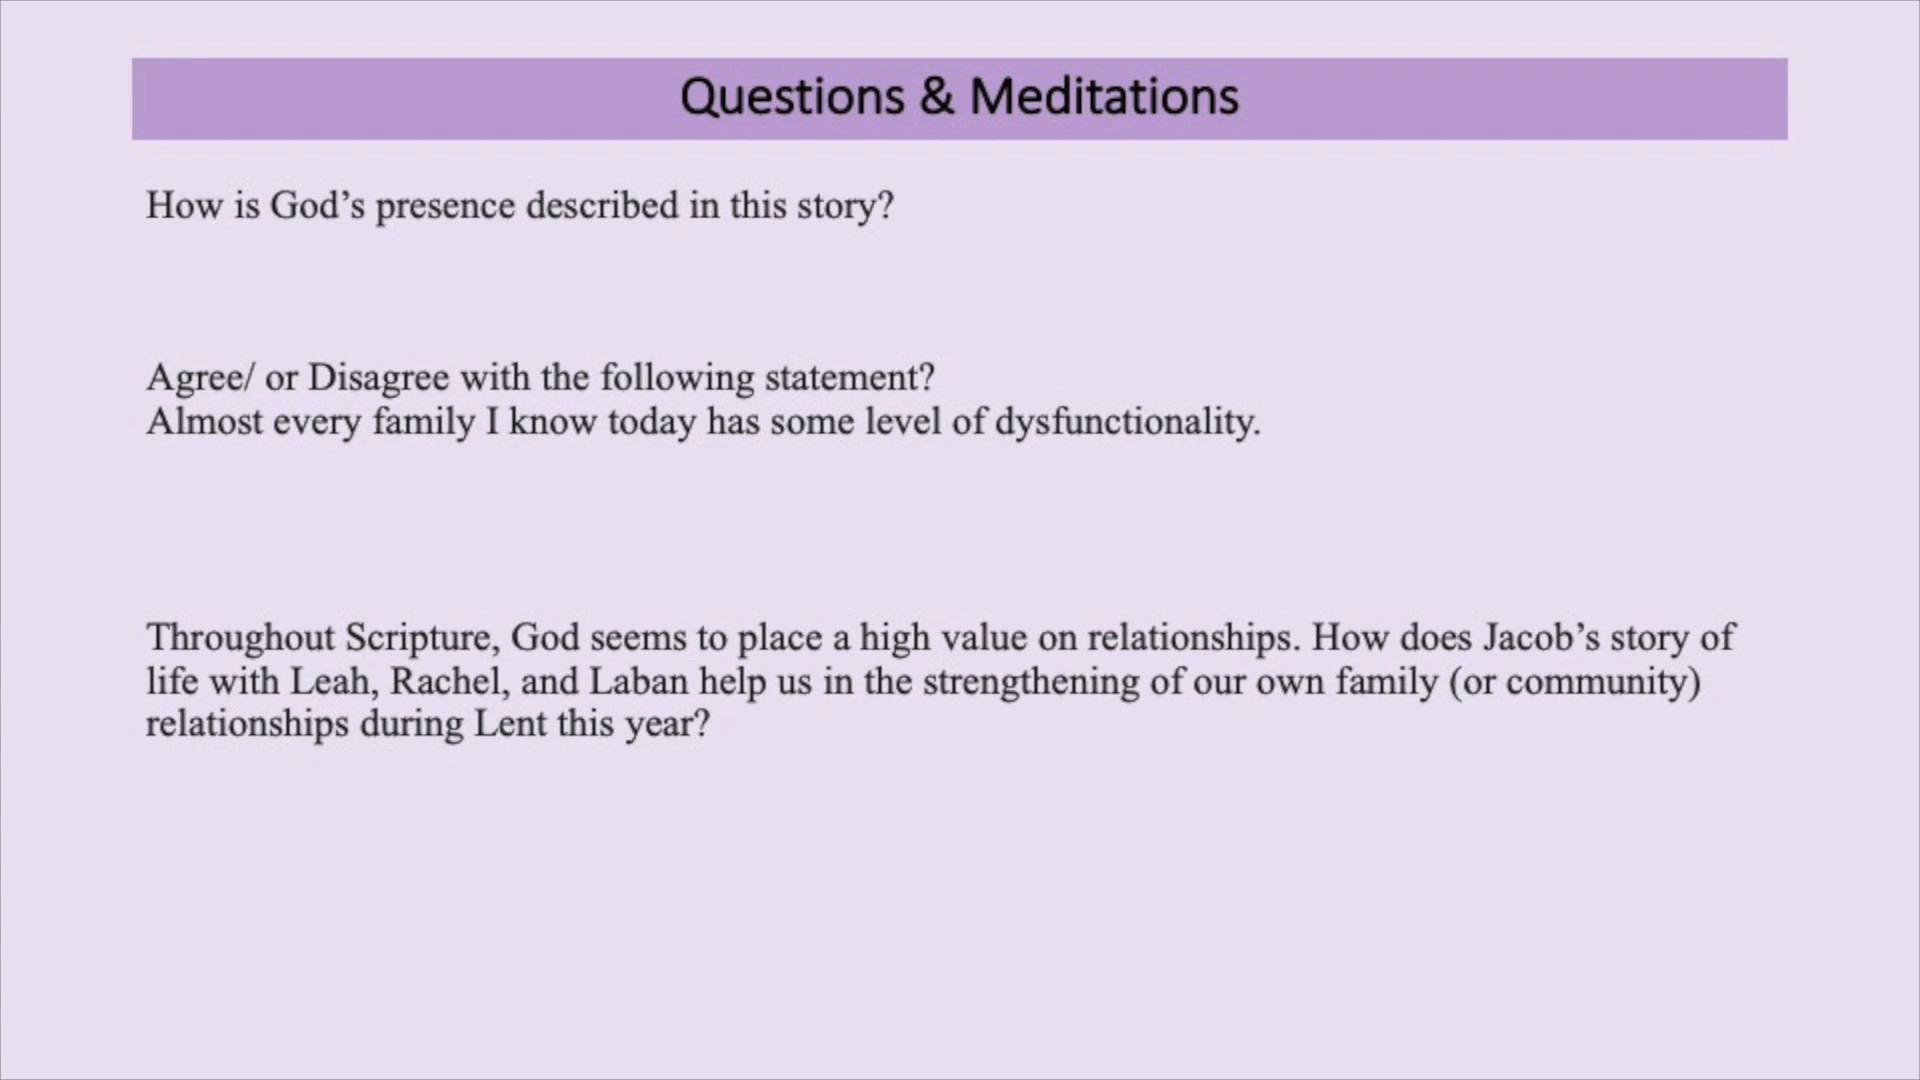 Questions & Meditations
How is God’s presence described in this story?
Agree/ or Disagree with the following statement?
Almost every family I know today has some level of dysfunctionality.
Throughout Scripture, God seems to place a high value on relationships. How does Jacob’s story of
life with Leah, Rachel, and Laban help us in the strengthening of our own family (or community)
relationships during Lent this year?